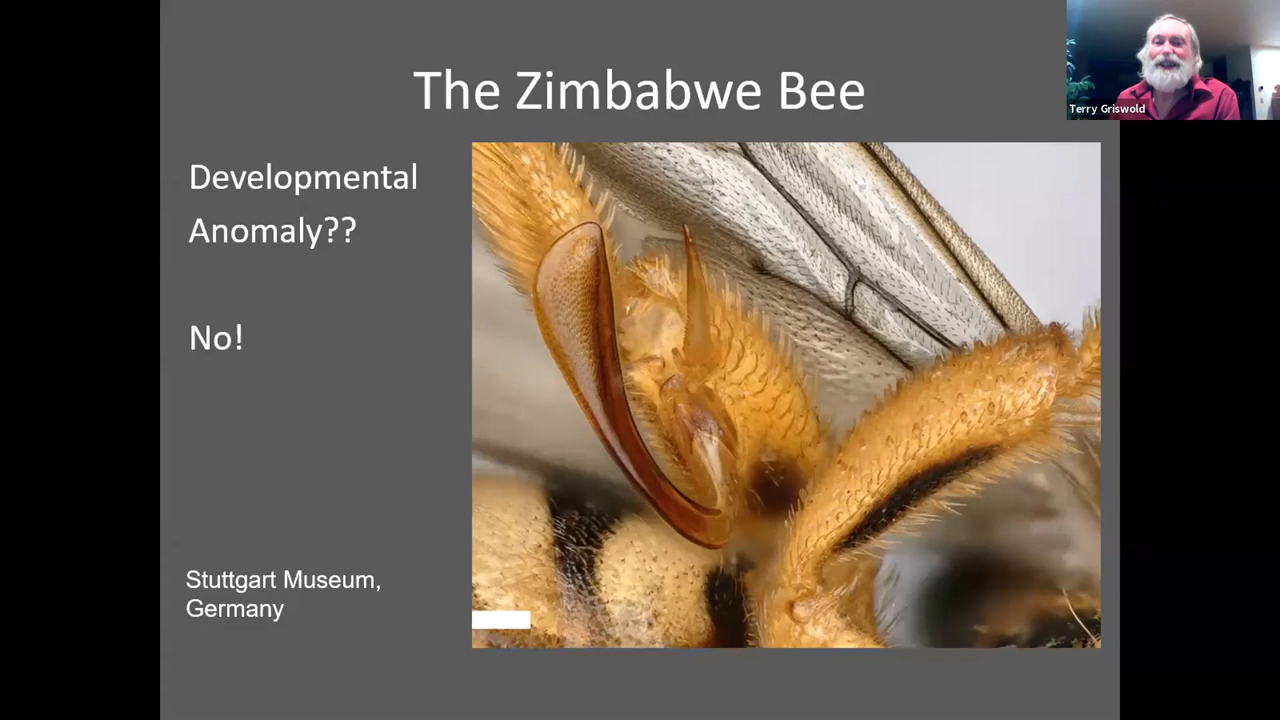 The Zimbabwe Bee
Terry Griswold
Developmental
Anomaly??
No!
Stuttgart Museum,
Germany